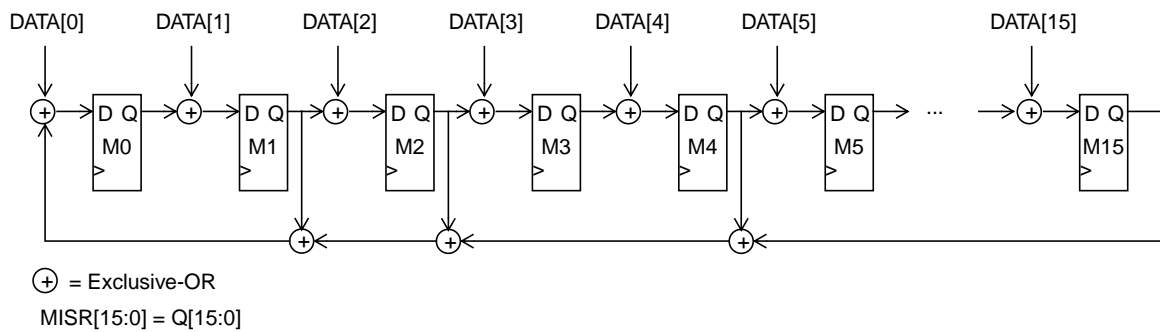 DATA[0] DATA[1] DATA[2] DATA[3] DATA[4] DATA[5] DATA[15]
+ + + + + + +
D Q D Q D Q D Q D Q D Q ... D Q
M0 M1 M2 M3 M4 M5 M15
> > > > > > >
+ + +
+ = Exclusive-OR
MISR[15:0] = Q[15:0]